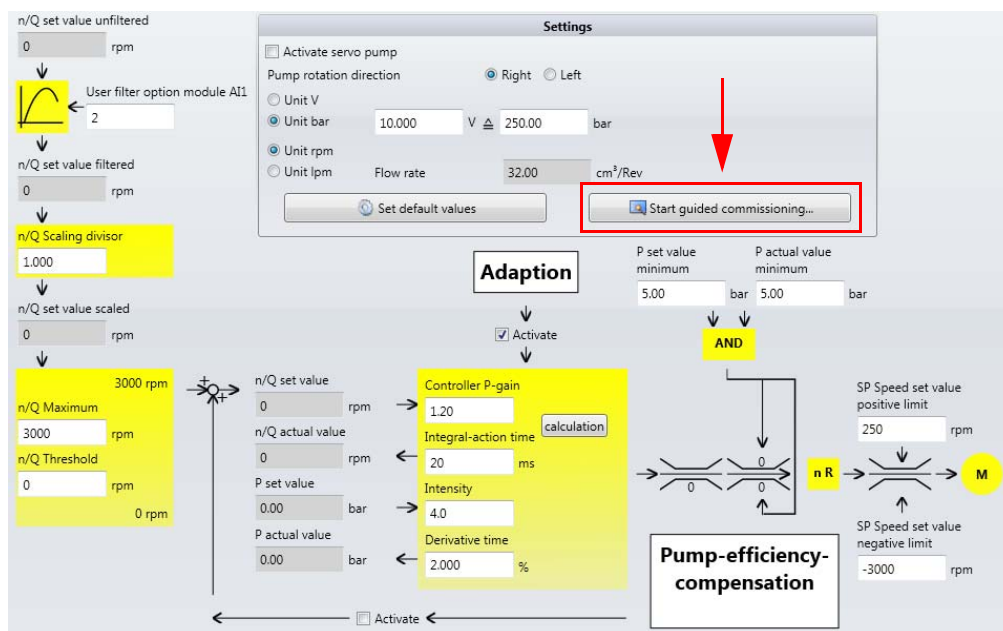 n/Q set value unfiltered
0 rpm
User filter option module AI1
2
n/Q set value filtered
0 rpm
n/Q Scaling divisor
1.000
n/Q set value scaled
0 rpm
3000 rpm
n/Q Maximum
3000 rpm
n/Q Threshold
0 rpm
0 rpm
Settings
Activate servo pump
Pump rotation direction Right Left
Unit V
Unit bar 10.000 V ≙ 250.00 bar
Unit rpm
Unit lpm Flow rate 32.00 cm³/Rev
Set default values Start guided commissioning...
Adaption
Activate
P set value
minimum
5.00 bar
P actual value
minimum
5.00 bar
AND
+
+
n/Q set value
0 rpm
n/Q actual value
0 rpm
P set value
0.00 bar
P actual value
0.00 bar
Controller P-gain
1.20
calculation
Integral-action time
20 ms
Intensity
4.0
Derivative time
2.000 %
0
0
0
n R
SP Speed set value
positive limit
250 rpm
M
SP Speed set value
negative limit
-3000 rpm
Pump-efficiency-
compensation
Activate